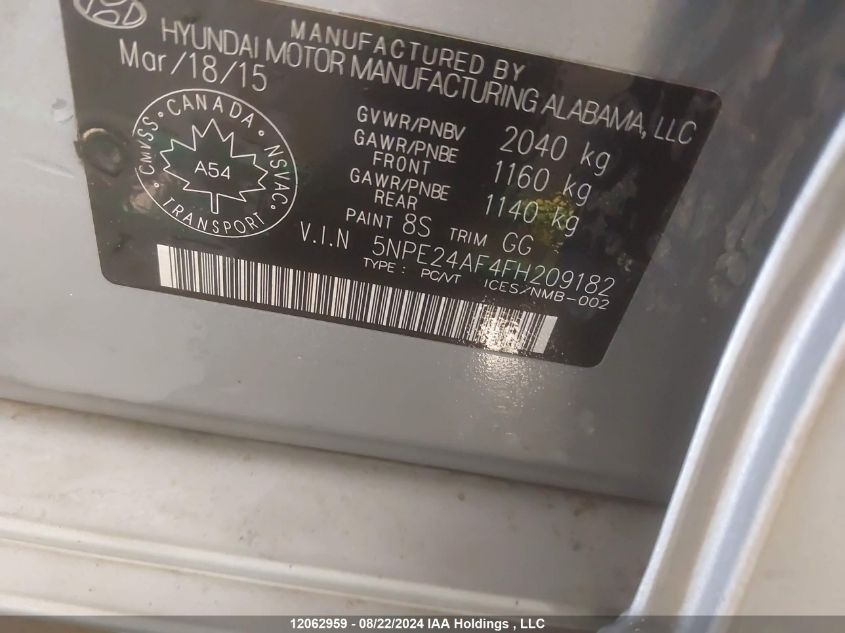 MANUFACTURED BY
HYUNDAI MOTOR MANUFACTURING ALABAMA, LLC
Mar/18/15
GVWR/PNBV 2040 kg
GAWR/PNBE FRONT 1160 kg
GAWR/PNBE REAR 1140 kg
PAINT 8S TRIM GG
V.I.N 5NPE24AF4FH209182
TYPE: PC/VT ICES/NMB-002
CANADA
CMVSS NSVAC
A54
TRANSPORT
12062959 - 08/22/2024 IAA Holdings , LLC